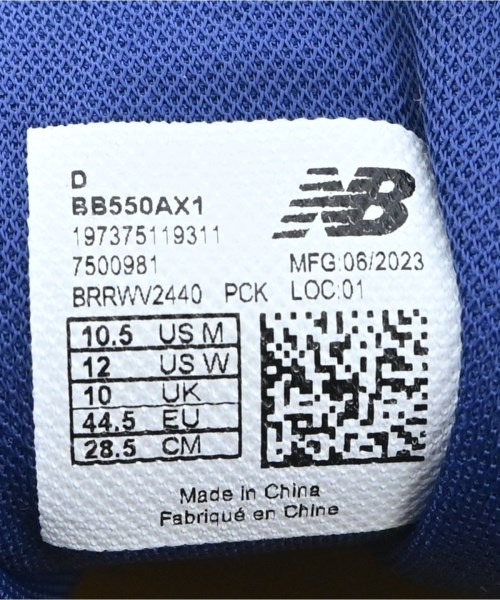 D
BB550AX1
197375119311
7500981
MFG:06/2023
BRRWV2440 PCK LOC:01
NB
10.5 US M
12 US W
10 UK
44.5 EU
28.5 CM
Made in China
Fabriqué en Chine